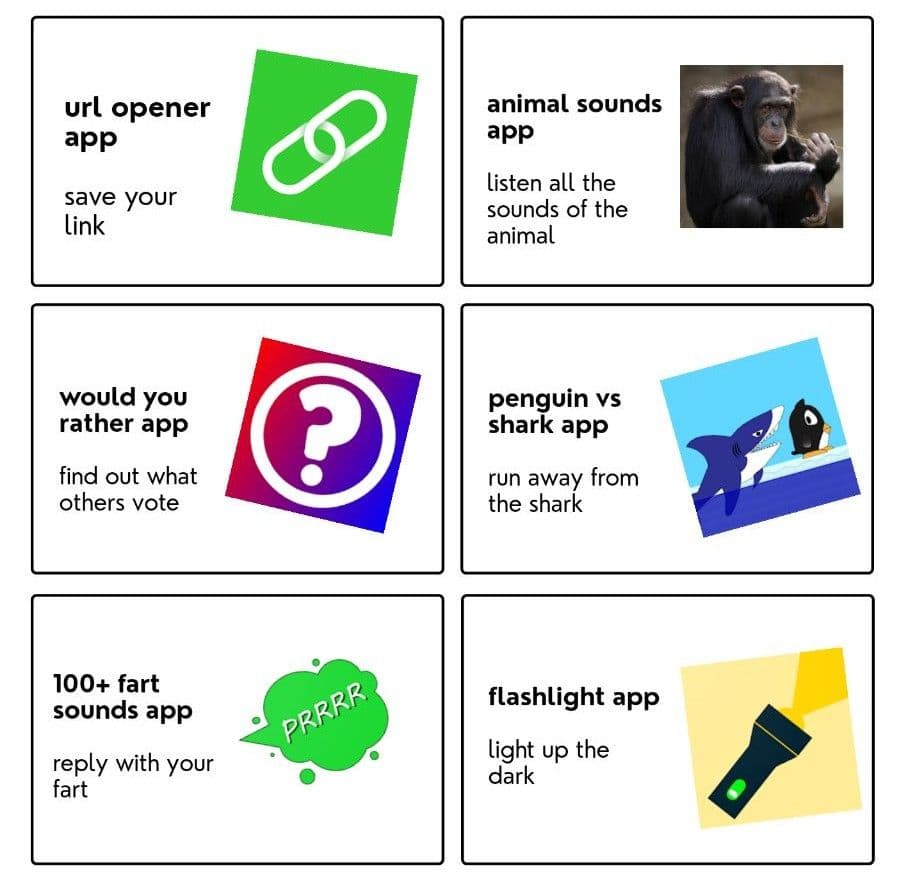 url opener
app
save your
link
animal sounds
app
listen all the
sounds of the
animal
would you
rather app
find out what
others vote
?
penguin vs
shark app
run away from
the shark
100+ fart
sounds app
reply with your
fart
PRRRR
flashlight app
light up the
dark